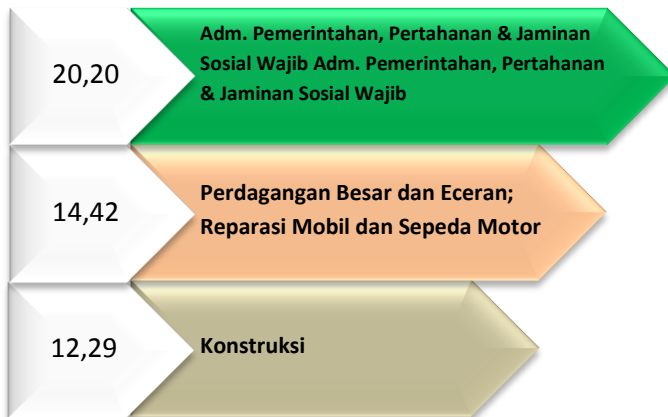 20,20
Adm. Pemerintahan, Pertahanan & Jaminan
Sosial Wajib Adm. Pemerintahan, Pertahanan
& Jaminan Sosial Wajib
14,42
Perdagangan Besar dan Eceran;
Reparasi Mobil dan Sepeda Motor
12,29
Konstruksi